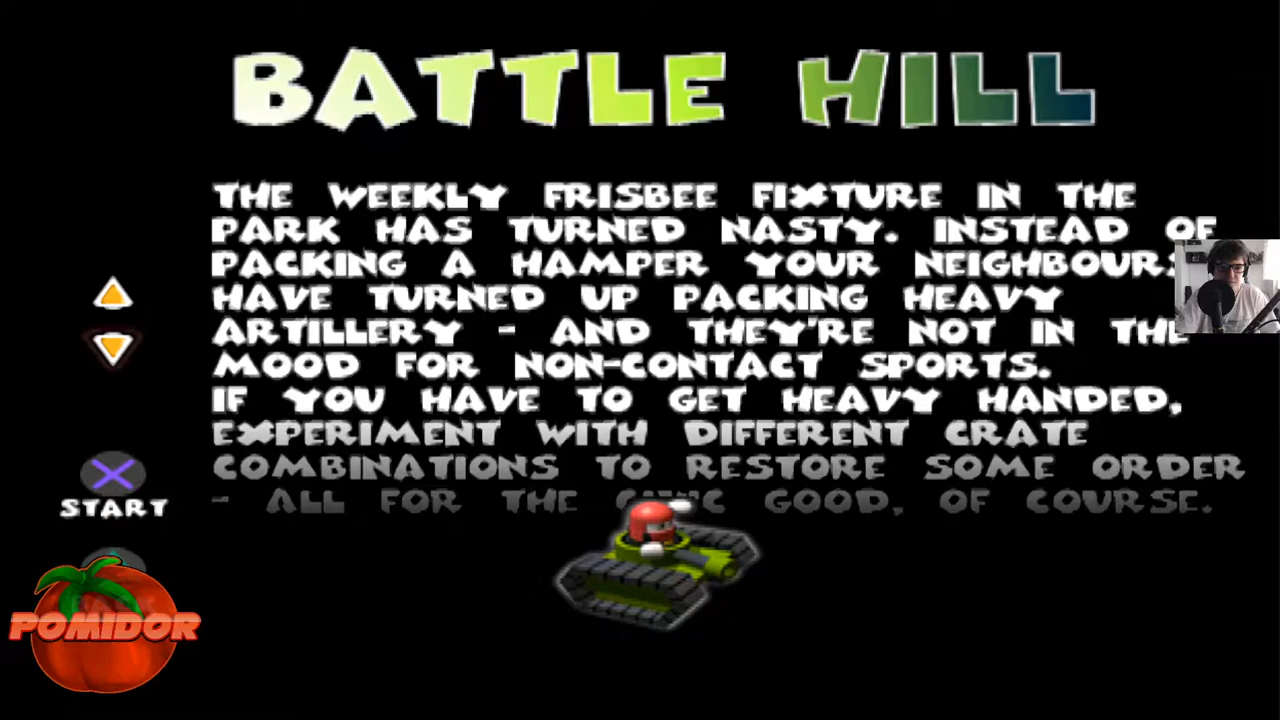 BATTLE HILL
THE WEEKLY FRISBEE FIXTURE IN THE
PARK HAS TURNED NASTY. INSTEAD OF
PACKING A HAMPER YOUR NEIGHBOURS
HAVE TURNED UP PACKING HEAVY
ARTILLERY - AND THEY'RE NOT IN THE
MOOD FOR NON-CONTACT SPORTS.
IF YOU HAVE TO GET HEAVY HANDED,
EXPERIMENT WITH DIFFERENT CRATE
COMBINATIONS TO RESTORE SOME ORDER
- ALL FOR THE CIVIC GOOD, OF COURSE.
START
POMIDOR